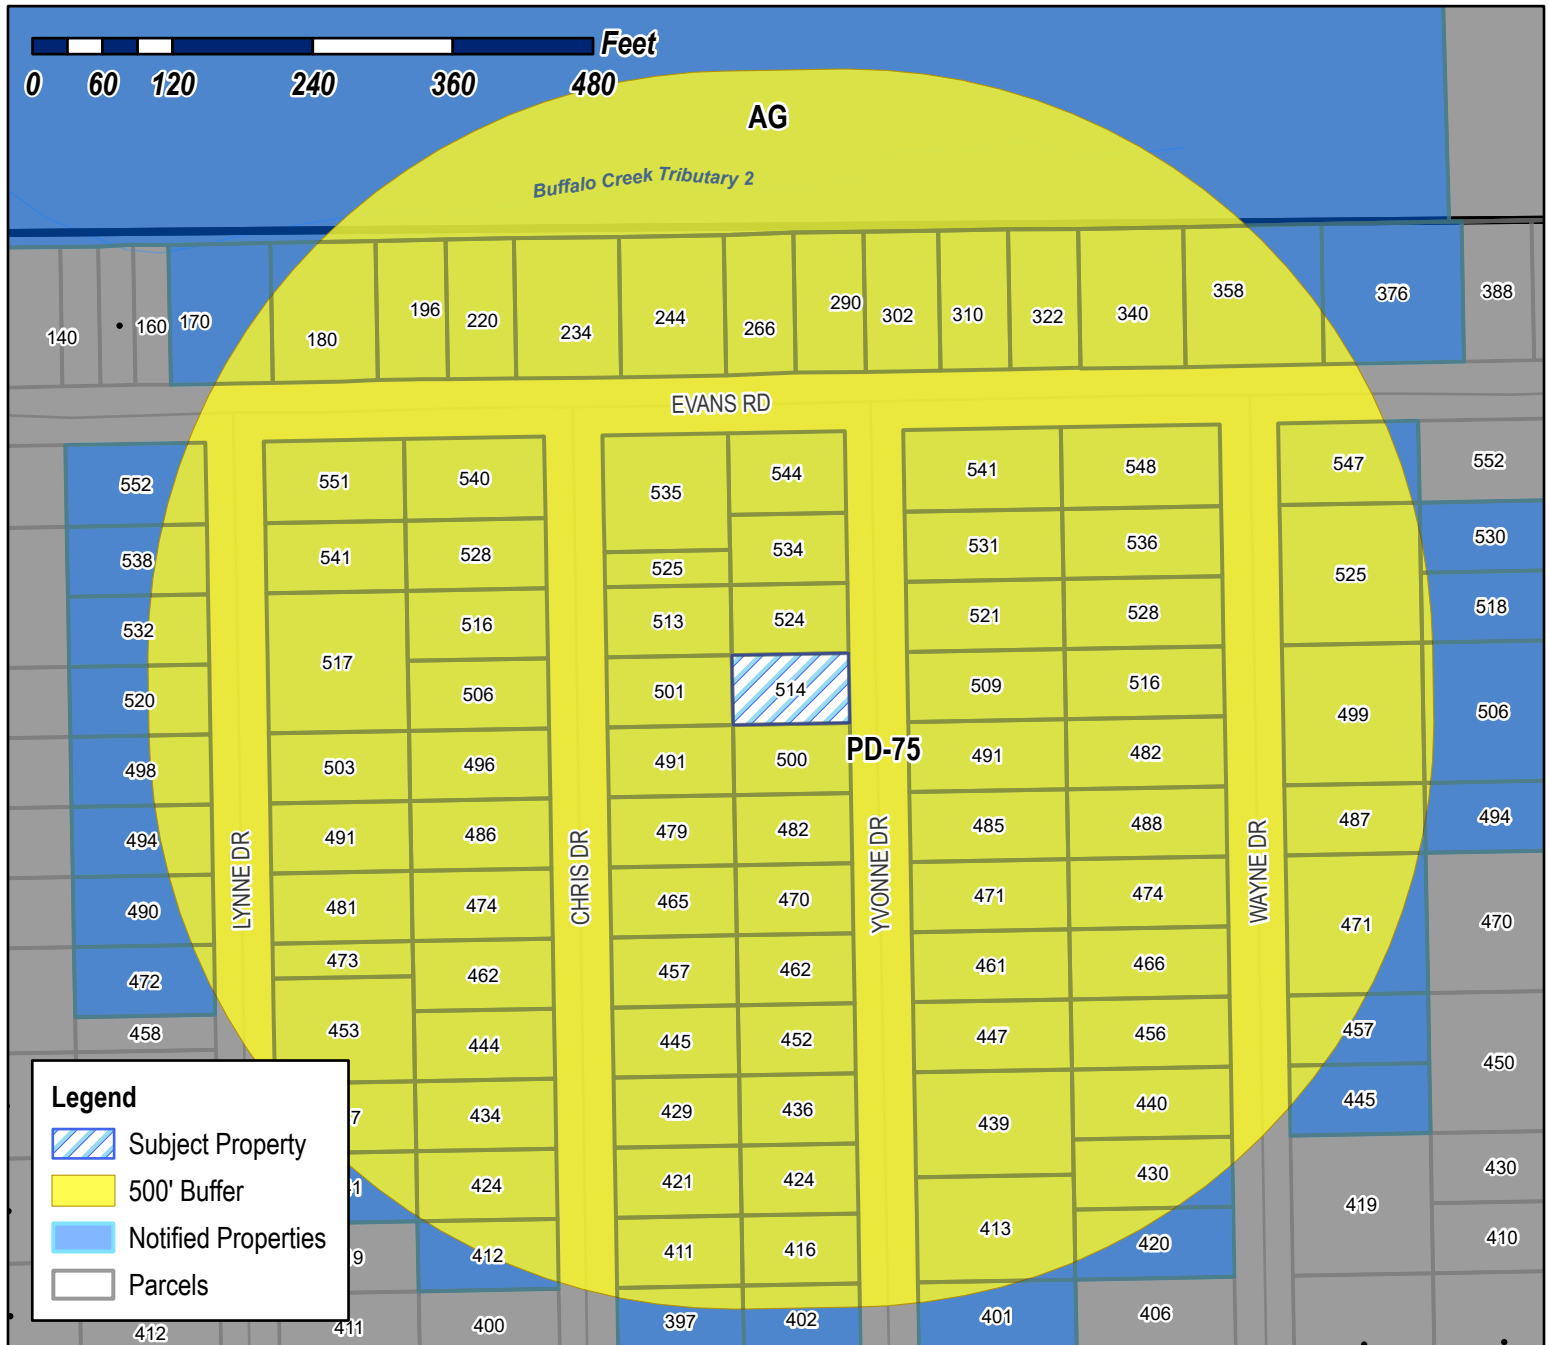 Feet
0 60 120 240 360 480
AG
Buffalo Creek Tributary 2
140 160 170 180 196 220 234 244 266 290 302 310 322 340 358 376 388
EVANS RD
552 551 540 535 544 541 548 547 552
538 541 528 525 534 531 536 525 530
532 517 516 513 524 521 528 518
520 506 501 514 509 516 499 506
PD-75
498 503 496 491 500 491 482
494 491 486 479 482 485 488 487 494
LYNNE DR
CHRIS DR
YVONNE DR
WAYNE DR
490 481 474 465 470 471 474 471 470
472 473 462 457 462 461 466
458 453 444 445 452 447 456 457 450
7 434 429 436 439 440 445
41 424 421 424 413 430 419 430
9 412 411 416 420 410
412 411 400 397 402 401 406
Legend
Subject Property
500' Buffer
Notified Properties
Parcels